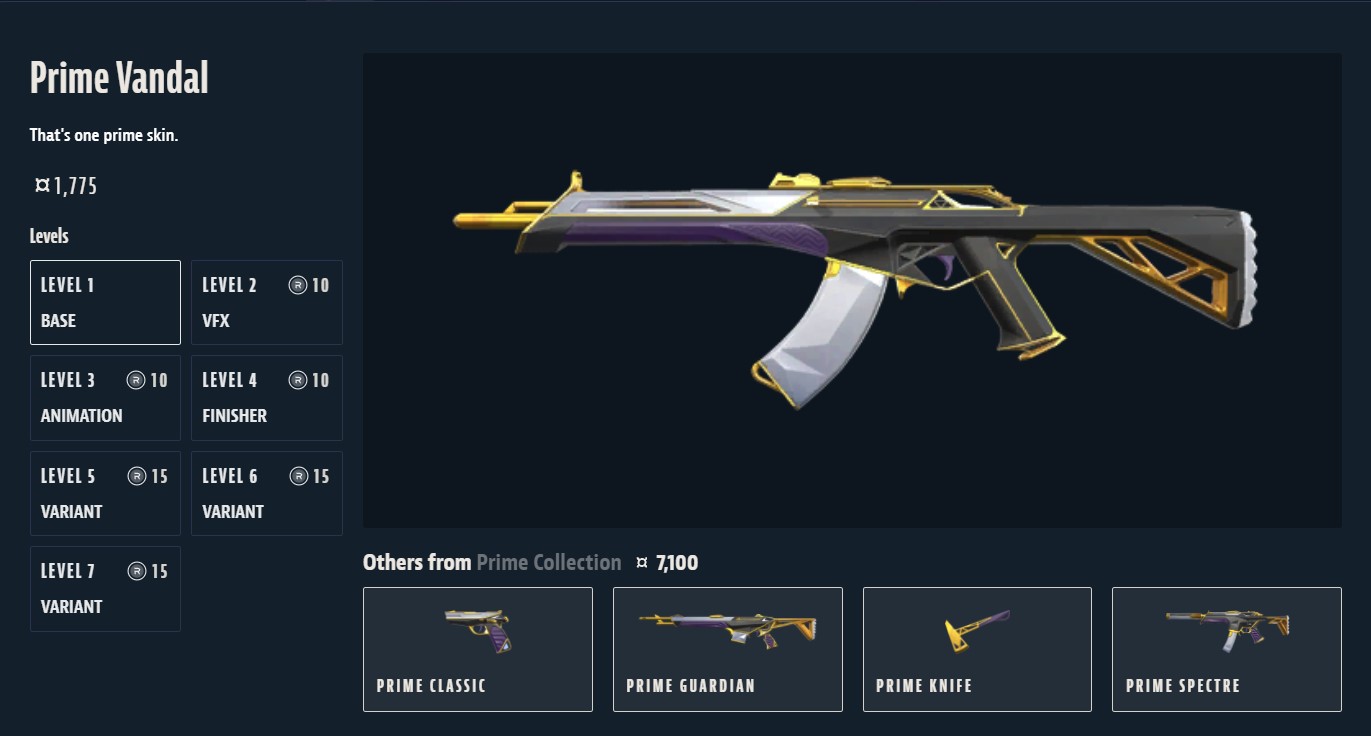 Prime Vandal
That's one prime skin.
¤ 1,775
Levels
LEVEL 1
BASE
LEVEL 2 R 10
VFX
LEVEL 3 R 10
ANIMATION
LEVEL 4 R 10
FINISHER
LEVEL 5 R 15
VARIANT
LEVEL 6 R 15
VARIANT
LEVEL 7 R 15
VARIANT
Others from Prime Collection ¤ 7,100
PRIME CLASSIC
PRIME GUARDIAN
PRIME KNIFE
PRIME SPECTRE